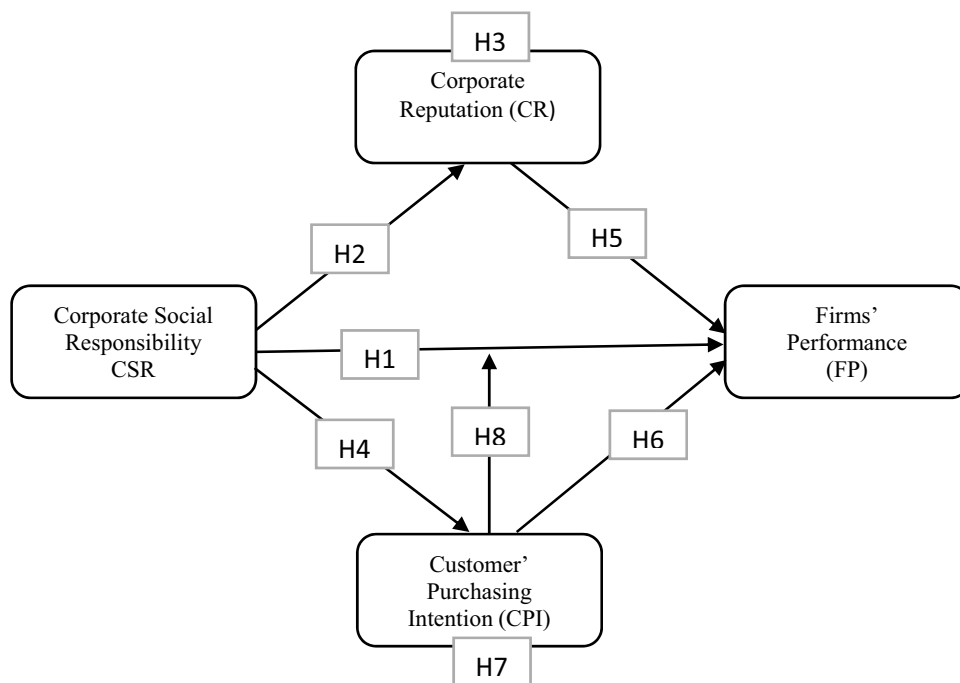 H3
Corporate
Reputation (CR)
H2
H5
Corporate Social
Responsibility
CSR
H1
Firms’
Performance
(FP)
H4
H8
H6
Customer’
Purchasing
Intention (CPI)
H7